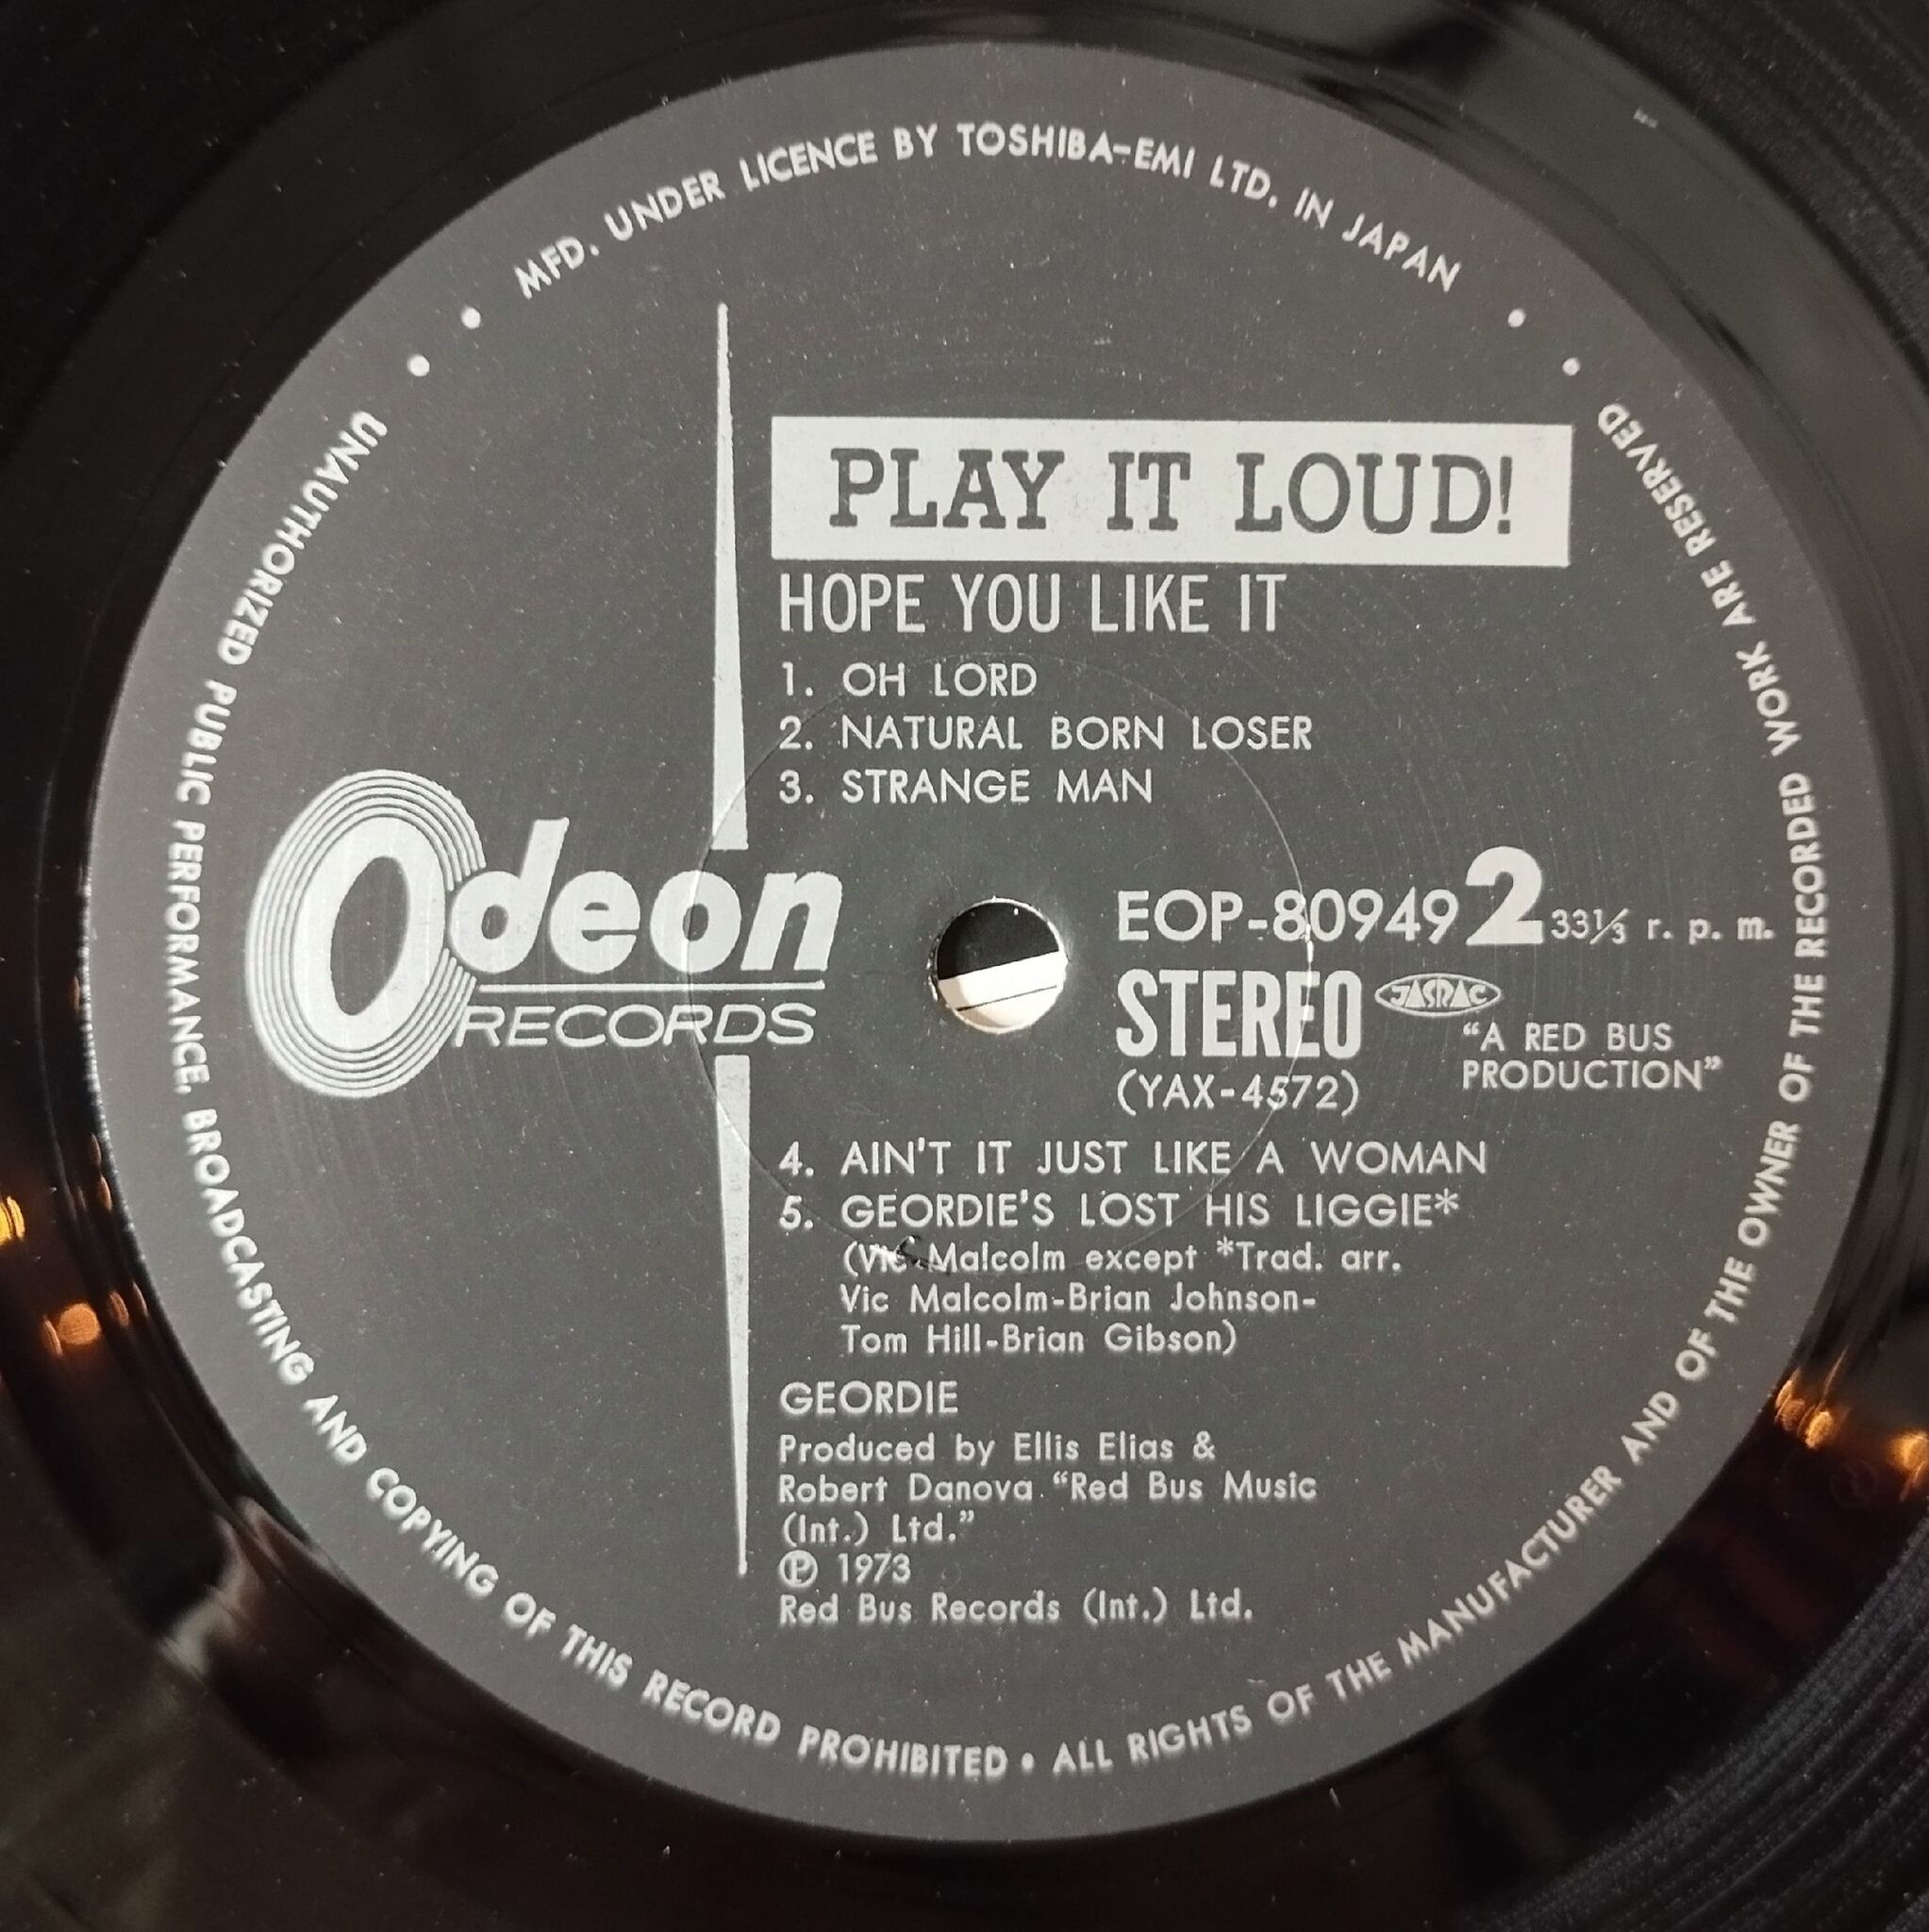 MFD. UNDER LICENCE BY TOSHIBA-EMI LTD. IN JAPAN
PLAY IT LOUD!
HOPE YOU LIKE IT
1. OH LORD
2. NATURAL BORN LOSER
3. STRANGE MAN
Odeon
RECORDS
EOP-80949 2 33⅓ r. p. m.
STEREO JASRAC
(YAX-4572)
“A RED BUS
PRODUCTION”
4. AIN'T IT JUST LIKE A WOMAN
5. GEORDIE'S LOST HIS LIGGIE*
(Vic Malcolm except *Trad. arr.
Vic Malcolm-Brian Johnson-
Tom Hill-Brian Gibson)
GEORDIE
Produced by Ellis Elias &
Robert Danova “Red Bus Music
(Int.) Ltd.”
Ⓟ 1973
Red Bus Records (Int.) Ltd.
UNAUTHORIZED PUBLIC PERFORMANCE, BROADCASTING AND COPYING OF THIS RECORD PROHIBITED • ALL RIGHTS OF THE MANUFACTURER AND OF THE OWNER OF THE RECORDED WORK ARE RESERVED